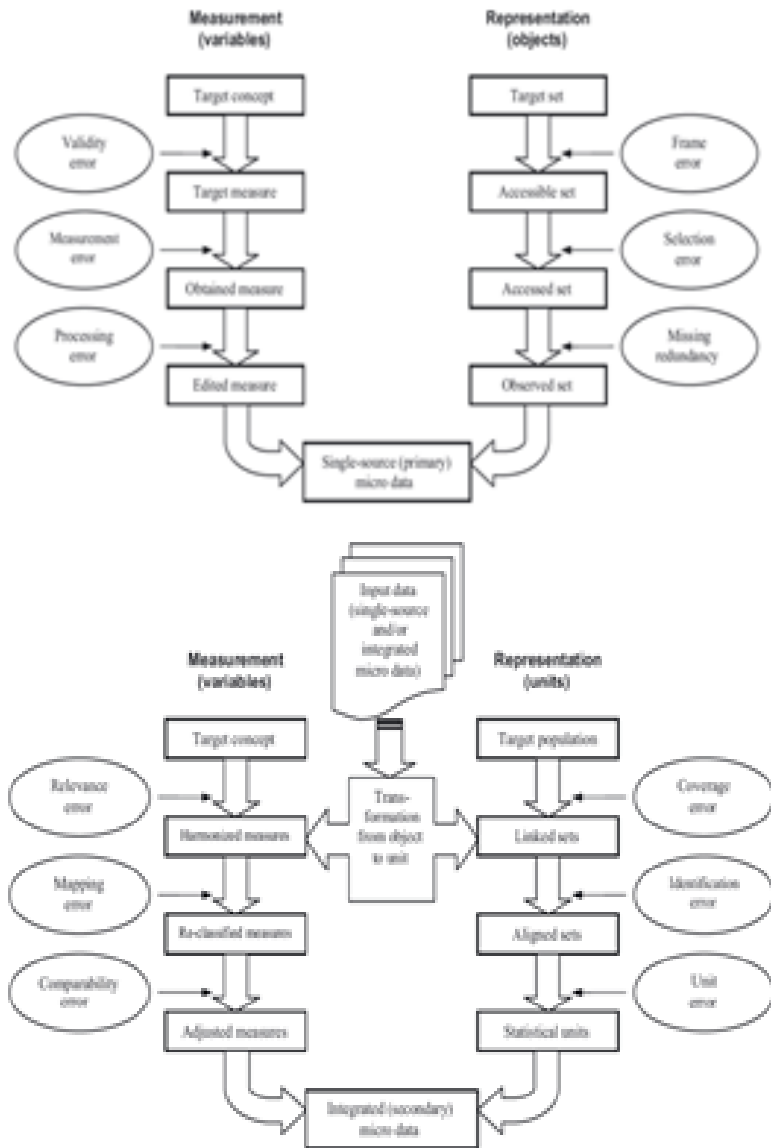 Measurement
(variables)
Representation
(objects)
Target concept
Target set
Validity
error
Frame
error
Target measure
Accessible set
Measurement
error
Selection
error
Obtained measure
Accessed set
Processing
error
Missing
redundancy
Edited measure
Observed set
Single-source (primary)
micro data
Input data
(single-source
and/or
integrated
micro data)
Measurement
(variables)
Representation
(units)
Target concept
Target population
Relevance
error
Coverage
error
Trans-
formation
from object
to unit
Harmonized measures
Linked sets
Mapping
error
Identification
error
Re-classified measures
Aligned sets
Comparability
error
Unit
error
Adjusted measures
Statistical units
Integrated (secondary)
micro data